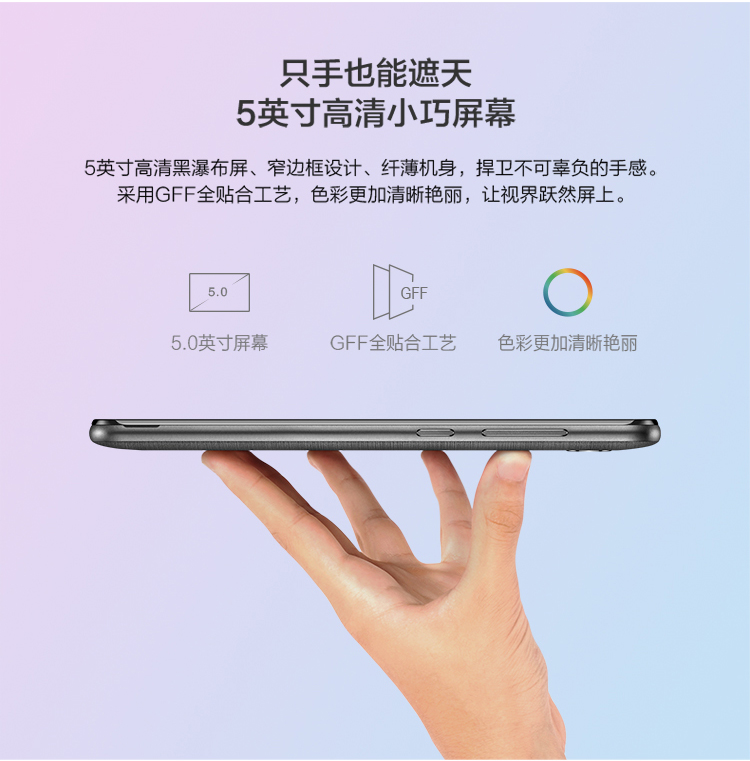 只手也能遮天
5英寸高清小巧屏幕
5英寸高清黑瀑布屏、窄边框设计、纤薄机身，捍卫不可辜负的手感。
采用GFF全贴合工艺，色彩更加清晰艳丽，让视界跃然屏上。
5.0
GFF
5.0英寸屏幕
GFF全贴合工艺
色彩更加清晰艳丽